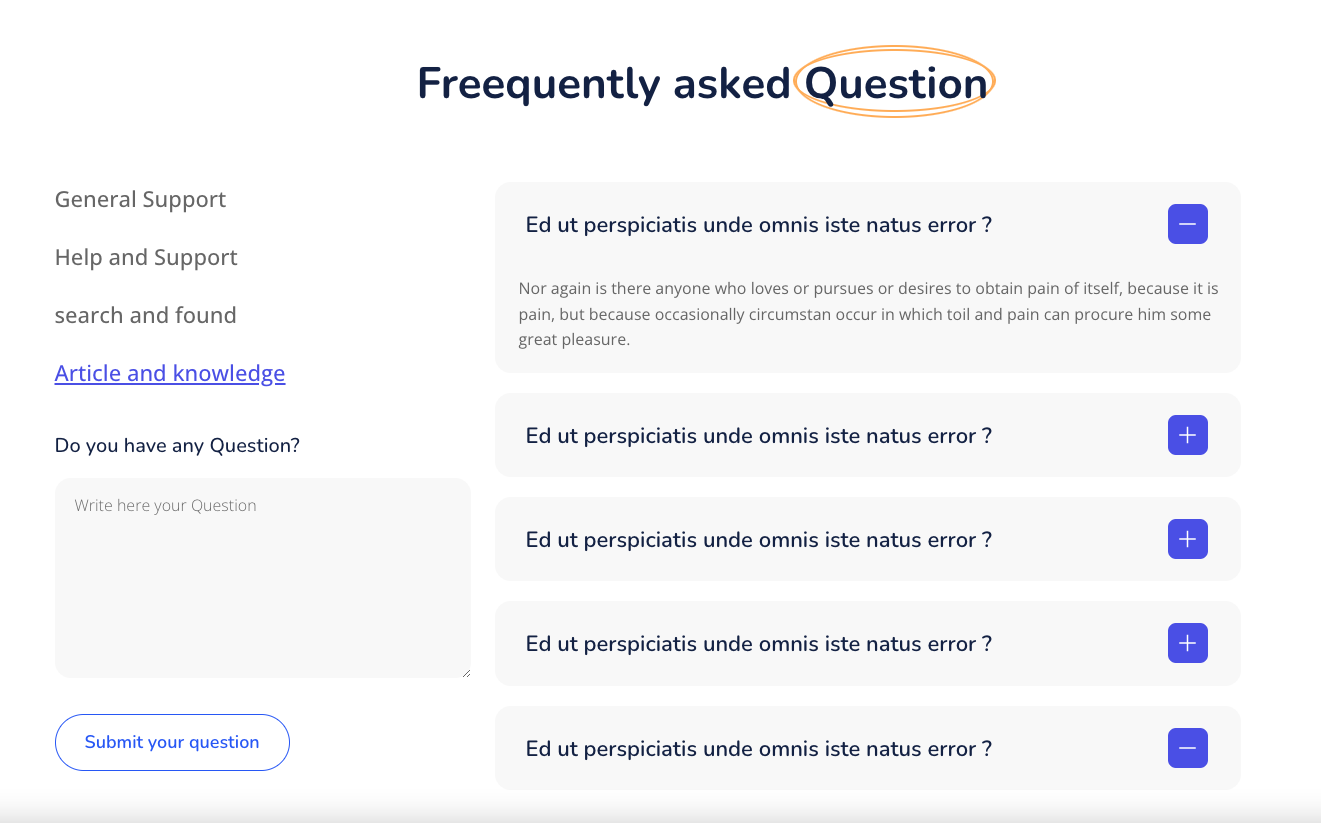 Freequently asked Question
General Support
Help and Support
search and found
Article and knowledge
Do you have any Question?
Write here your Question
Submit your question
Ed ut perspiciatis unde omnis iste natus error ?
Nor again is there anyone who loves or pursues or desires to obtain pain of itself, because it is
pain, but because occasionally circumstan occur in which toil and pain can procure him some
great pleasure.
Ed ut perspiciatis unde omnis iste natus error ?
Ed ut perspiciatis unde omnis iste natus error ?
Ed ut perspiciatis unde omnis iste natus error ?
Ed ut perspiciatis unde omnis iste natus error ?